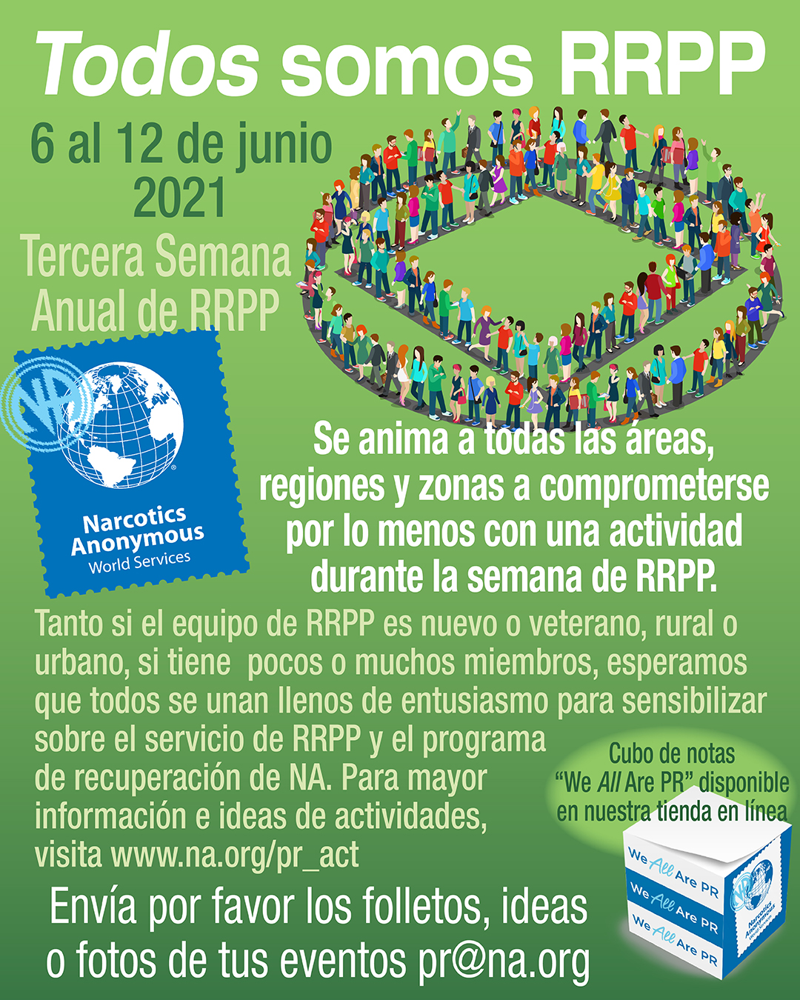 Todos somos RRPP
6 al 12 de junio
2021
Tercera Semana
Anual de RRPP
NA
Narcotics
Anonymous
World Services
®
Se anima a todas las áreas,
regiones y zonas a comprometerse
por lo menos con una actividad
durante la semana de RRPP.
Tanto si el equipo de RRPP es nuevo o veterano, rural o
urbano, si tiene pocos o muchos miembros, esperamos
que todos se unan llenos de entusiasmo para sensibilizar
sobre el servicio de RRPP y el programa
de recuperación de NA. Para mayor
información e ideas de actividades,
visita www.na.org/pr_act
Cubo de notas
“We All Are PR” disponible
en nuestra tienda en línea
We All Are PR
We All Are PR
We All Are PR
NA
Narcotics
Anonymous
World Services
Envía por favor los folletos, ideas
o fotos de tus eventos pr@na.org